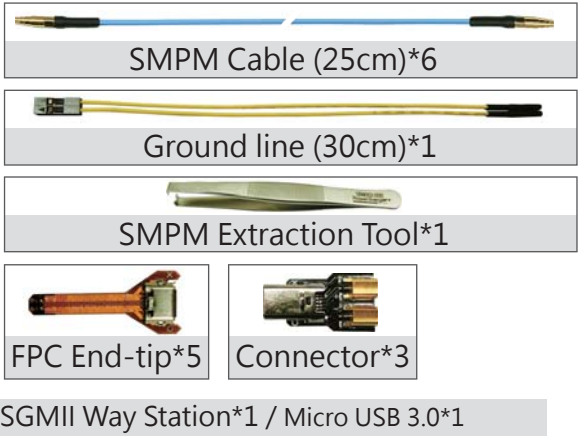 SMPM Cable (25cm)*6
Ground line (30cm)*1
SMPM Extraction Tool*1
FPC End-tip*5
Connector*3
SGMII Way Station*1 / Micro USB 3.0*1